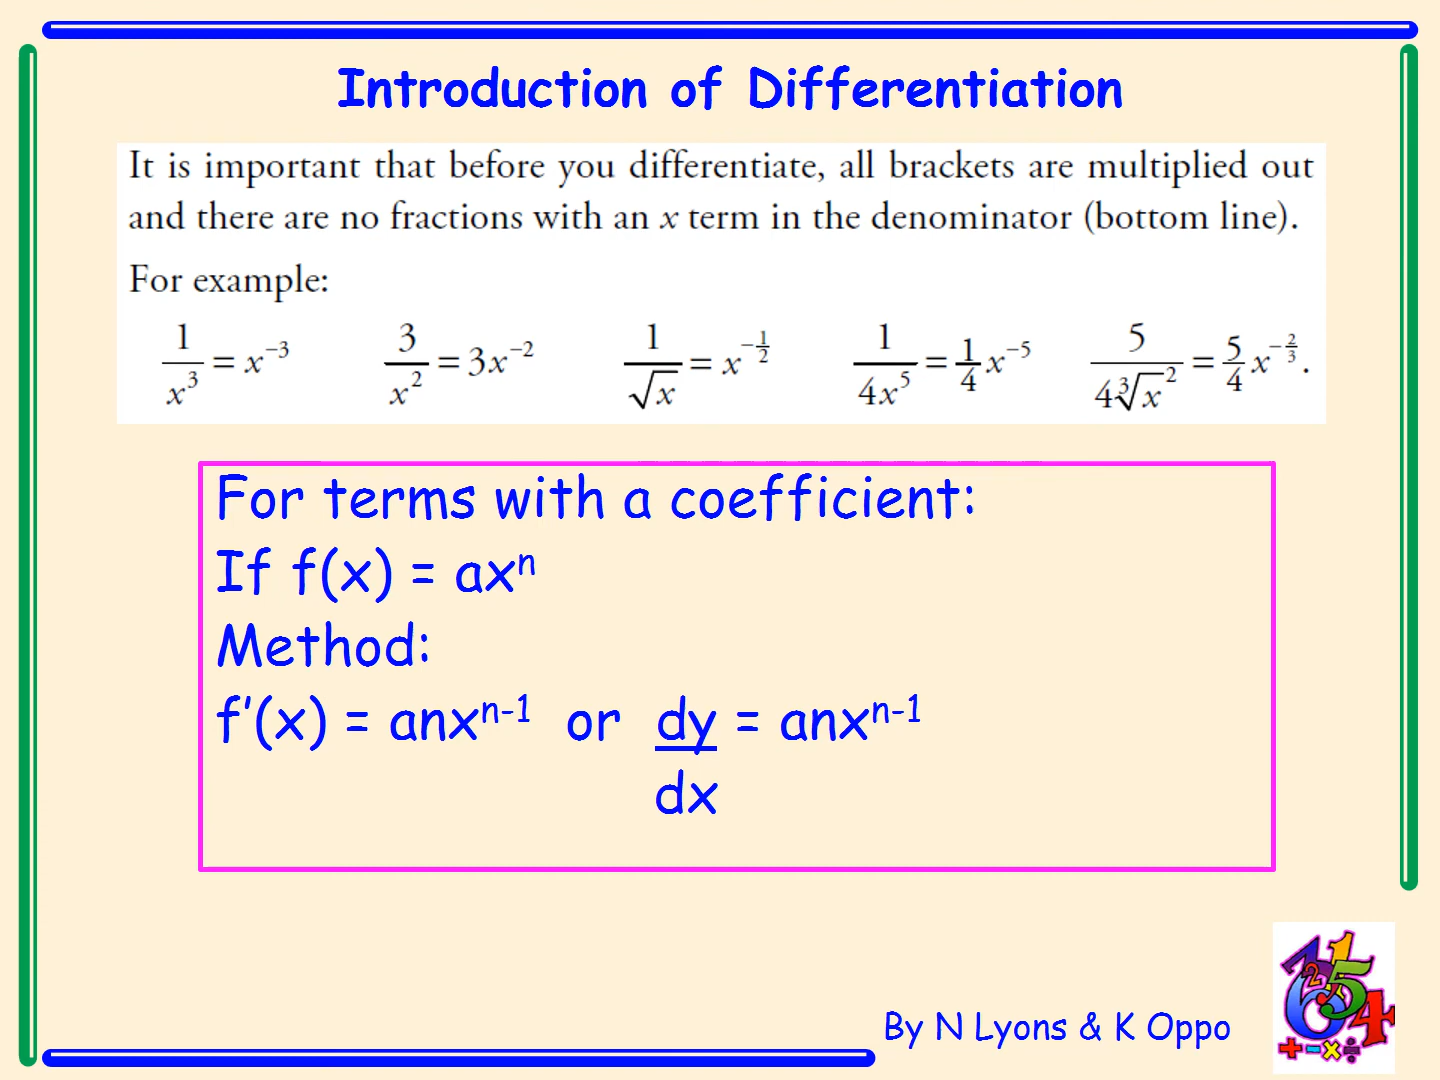 Introduction of Differentiation
It is important that before you differentiate, all brackets are multiplied out
and there are no fractions with an x term in the denominator (bottom line).
For example:
1/x³ = x⁻³   3/x² = 3x⁻²   1/√x = x^(-1/2)   1/(4x⁵) = 1/4 x⁻⁵   5/(4∛x²) = 5/4 x^(-2/3).
For terms with a coefficient:
If f(x) = axⁿ
Method:
f'(x) = anxⁿ⁻¹ or dy = anxⁿ⁻¹
dx
By N Lyons & K Oppo